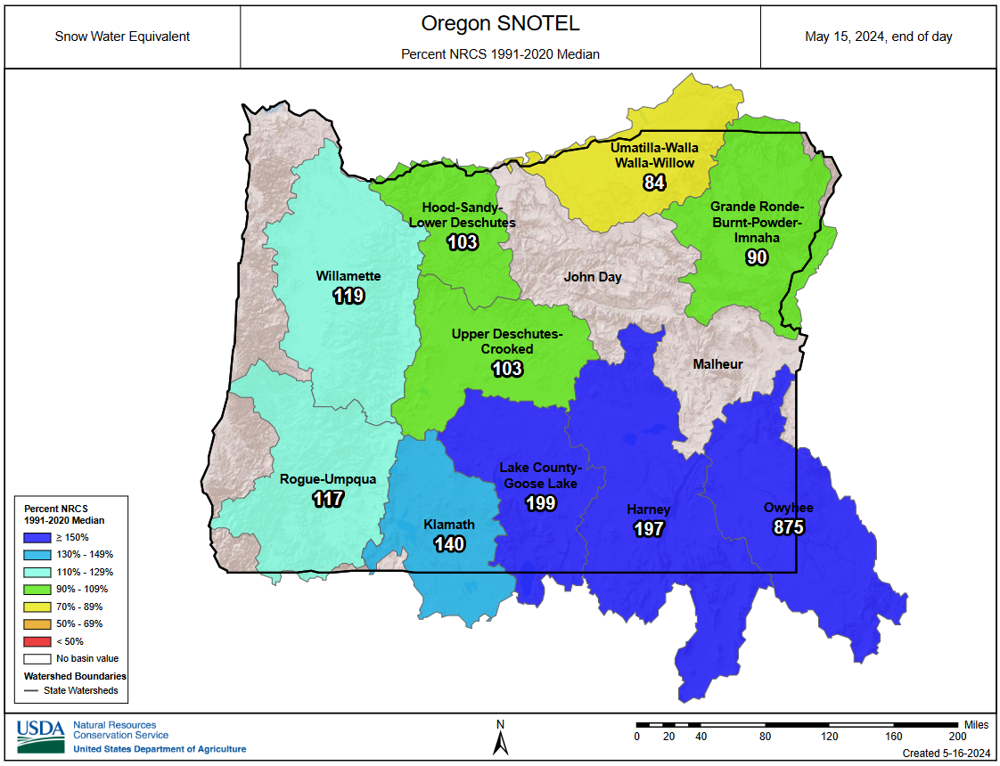 Snow Water Equivalent
Oregon SNOTEL
Percent NRCS 1991-2020 Median
May 15, 2024, end of day
Umatilla-Walla
Walla-Willow
84
Grande Ronde-
Burnt-Powder-
Imnaha
90
Hood-Sandy-
Lower Deschutes
103
Willamette
119
John Day
Upper Deschutes-
Crooked
103
Malheur
Rogue-Umpqua
117
Klamath
140
Lake County-
Goose Lake
199
Harney
197
Owyhee
875
Percent NRCS
1991-2020 Median
≥ 150%
130% - 149%
110% - 129%
90% - 109%
70% - 89%
50% - 69%
< 50%
No basin value
Watershed Boundaries
State Watersheds
USDA
Natural Resources
Conservation Service
United States Department of Agriculture
N
Miles
0 20 40 80 120 160 200
Created 5-16-2024